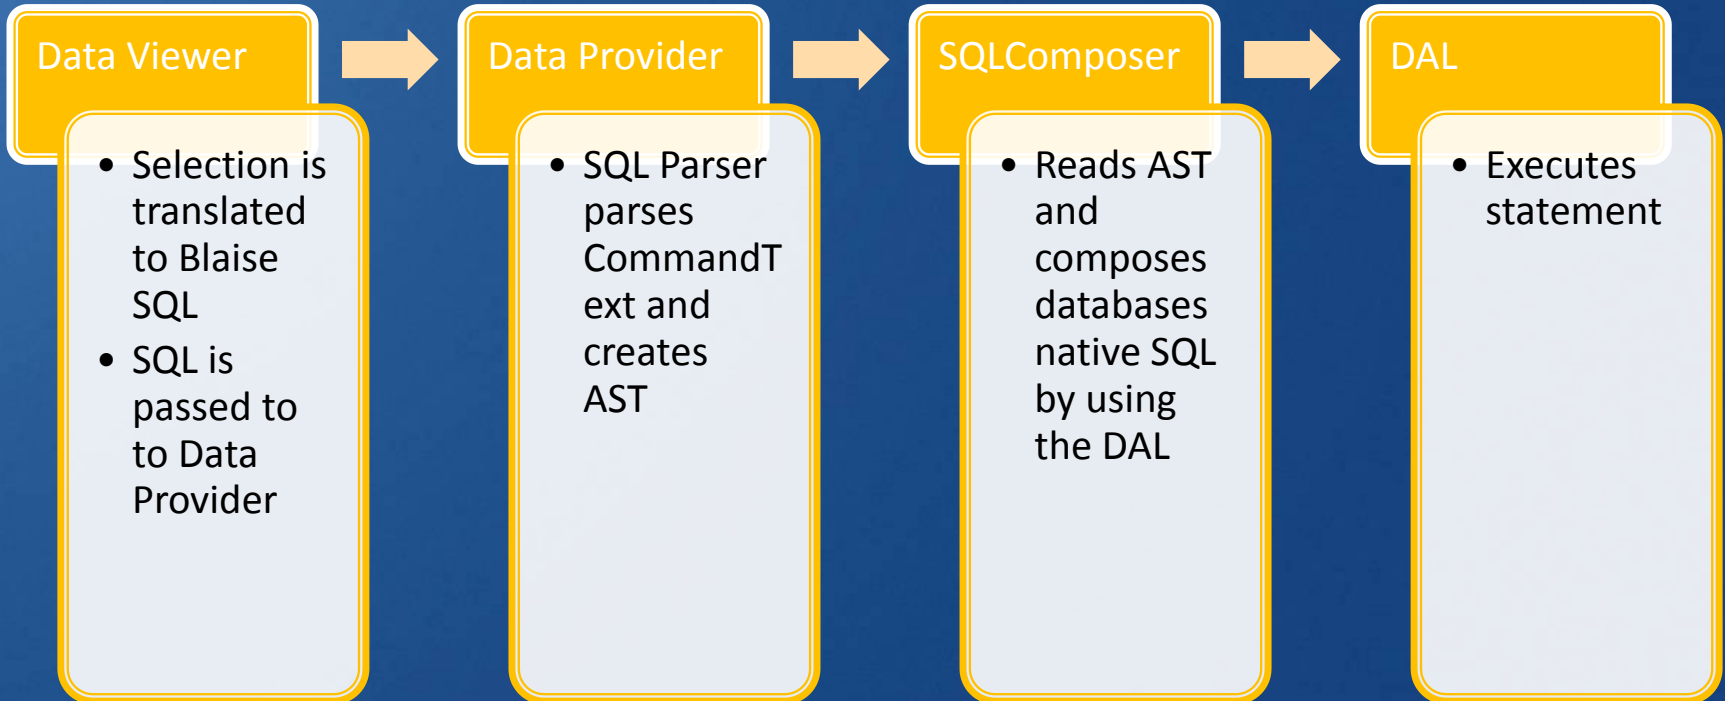 Data Viewer
• Selection is
translated
to Blaise
SQL
• SQL is
passed to
to Data
Provider
Data Provider
• SQL Parser
parses
CommandT
ext and
creates
AST
SQLComposer
• Reads AST
and
composes
databases
native SQL
by using
the DAL
DAL
• Executes
statement